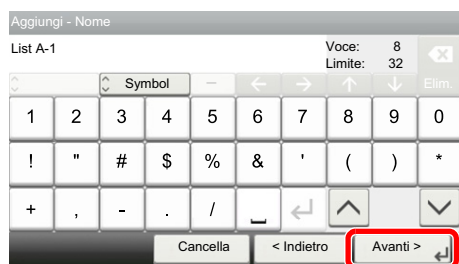 Aggiungi - Nome
List A-1
Voce: 8
Limite: 32
Symbol
Elim.
1 2 3 4 5 6 7 8 9 0
! " # $ % & ' ( ) *
+ , - . / _
Cancella < Indietro Avanti >